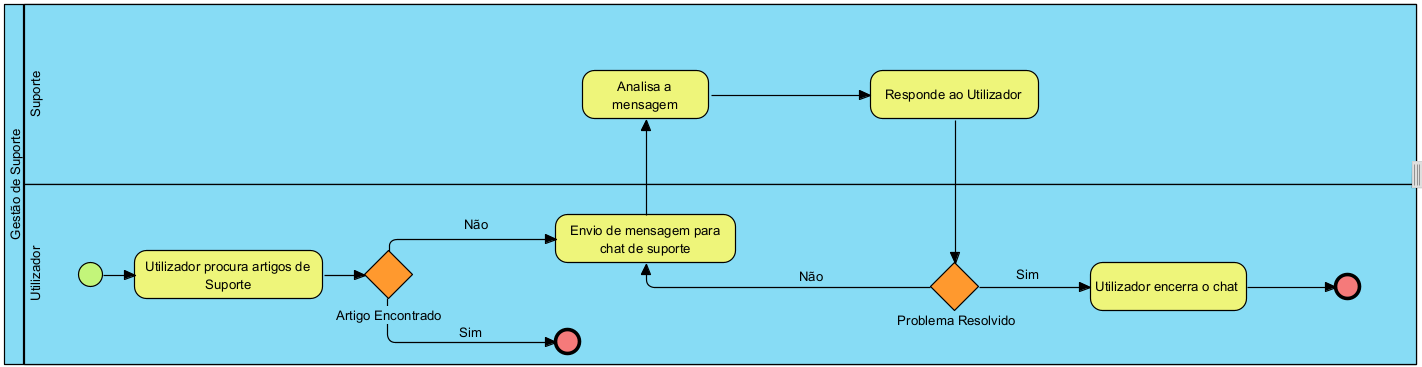 Gestão de Suporte
Suporte
Analisa a
mensagem
Responde ao Utilizador
Utilizador
Utilizador procura artigos de
Suporte
Artigo Encontrado
Não
Sim
Envio de mensagem para
chat de suporte
Não
Problema Resolvido
Sim
Utilizador encerra o chat